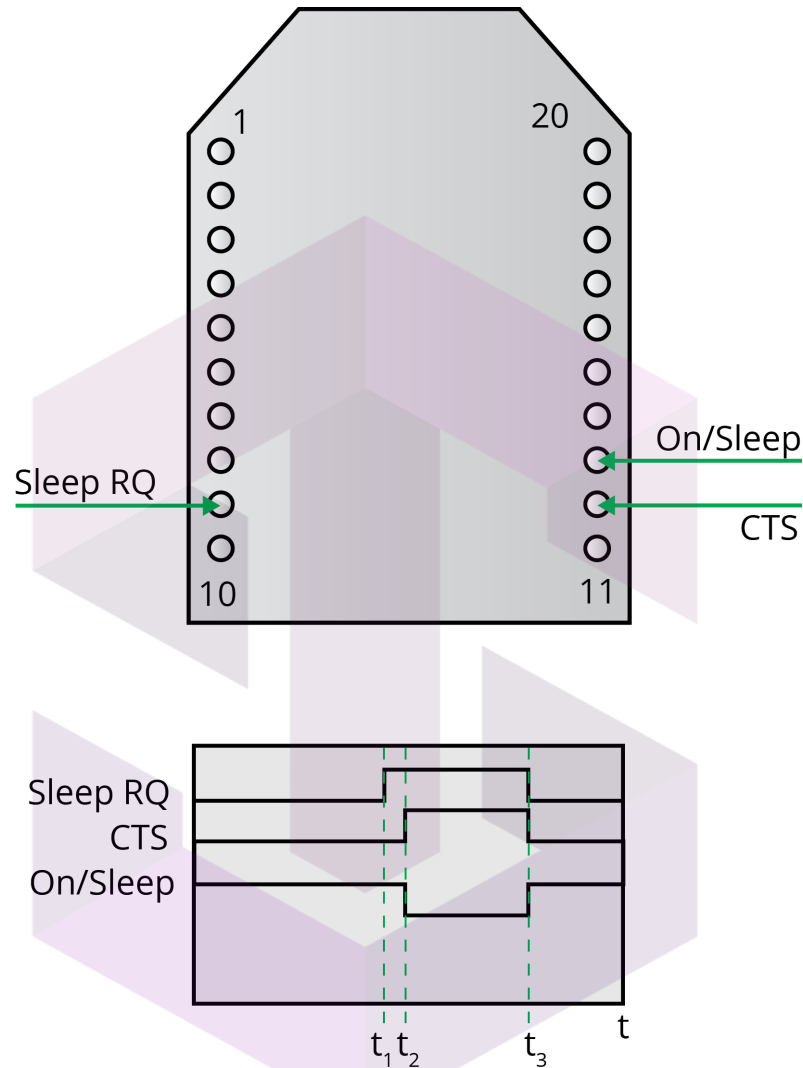 1
20
On/Sleep
Sleep RQ
CTS
10
11
Sleep RQ
CTS
On/Sleep
t
t₁ t₂ t₃